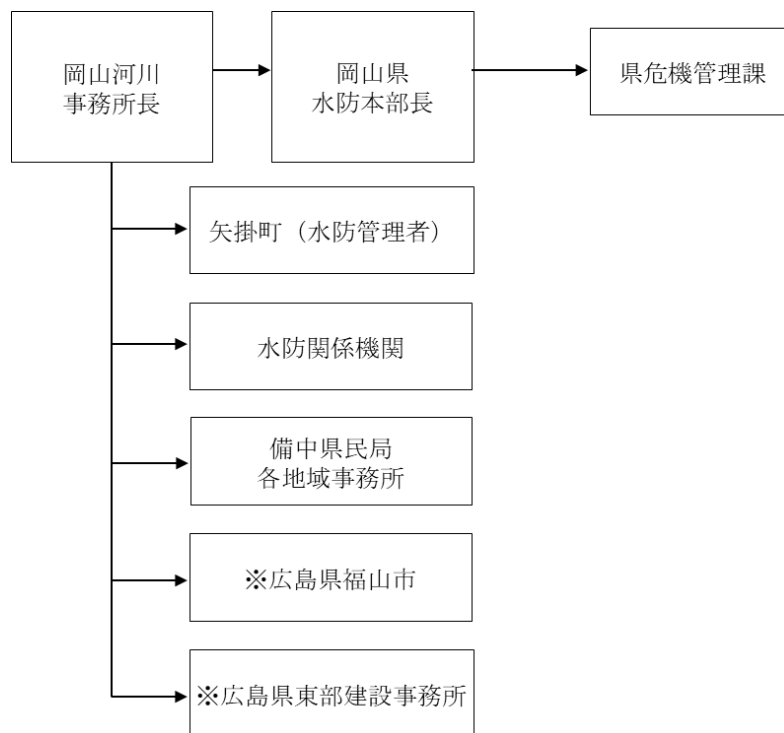 岡山河川
事務所長
岡山県
水防本部長
県危機管理課
矢掛町（水防管理者）
水防関係機関
備中県民局
各地域事務所
※広島県福山市
※広島県東部建設事務所